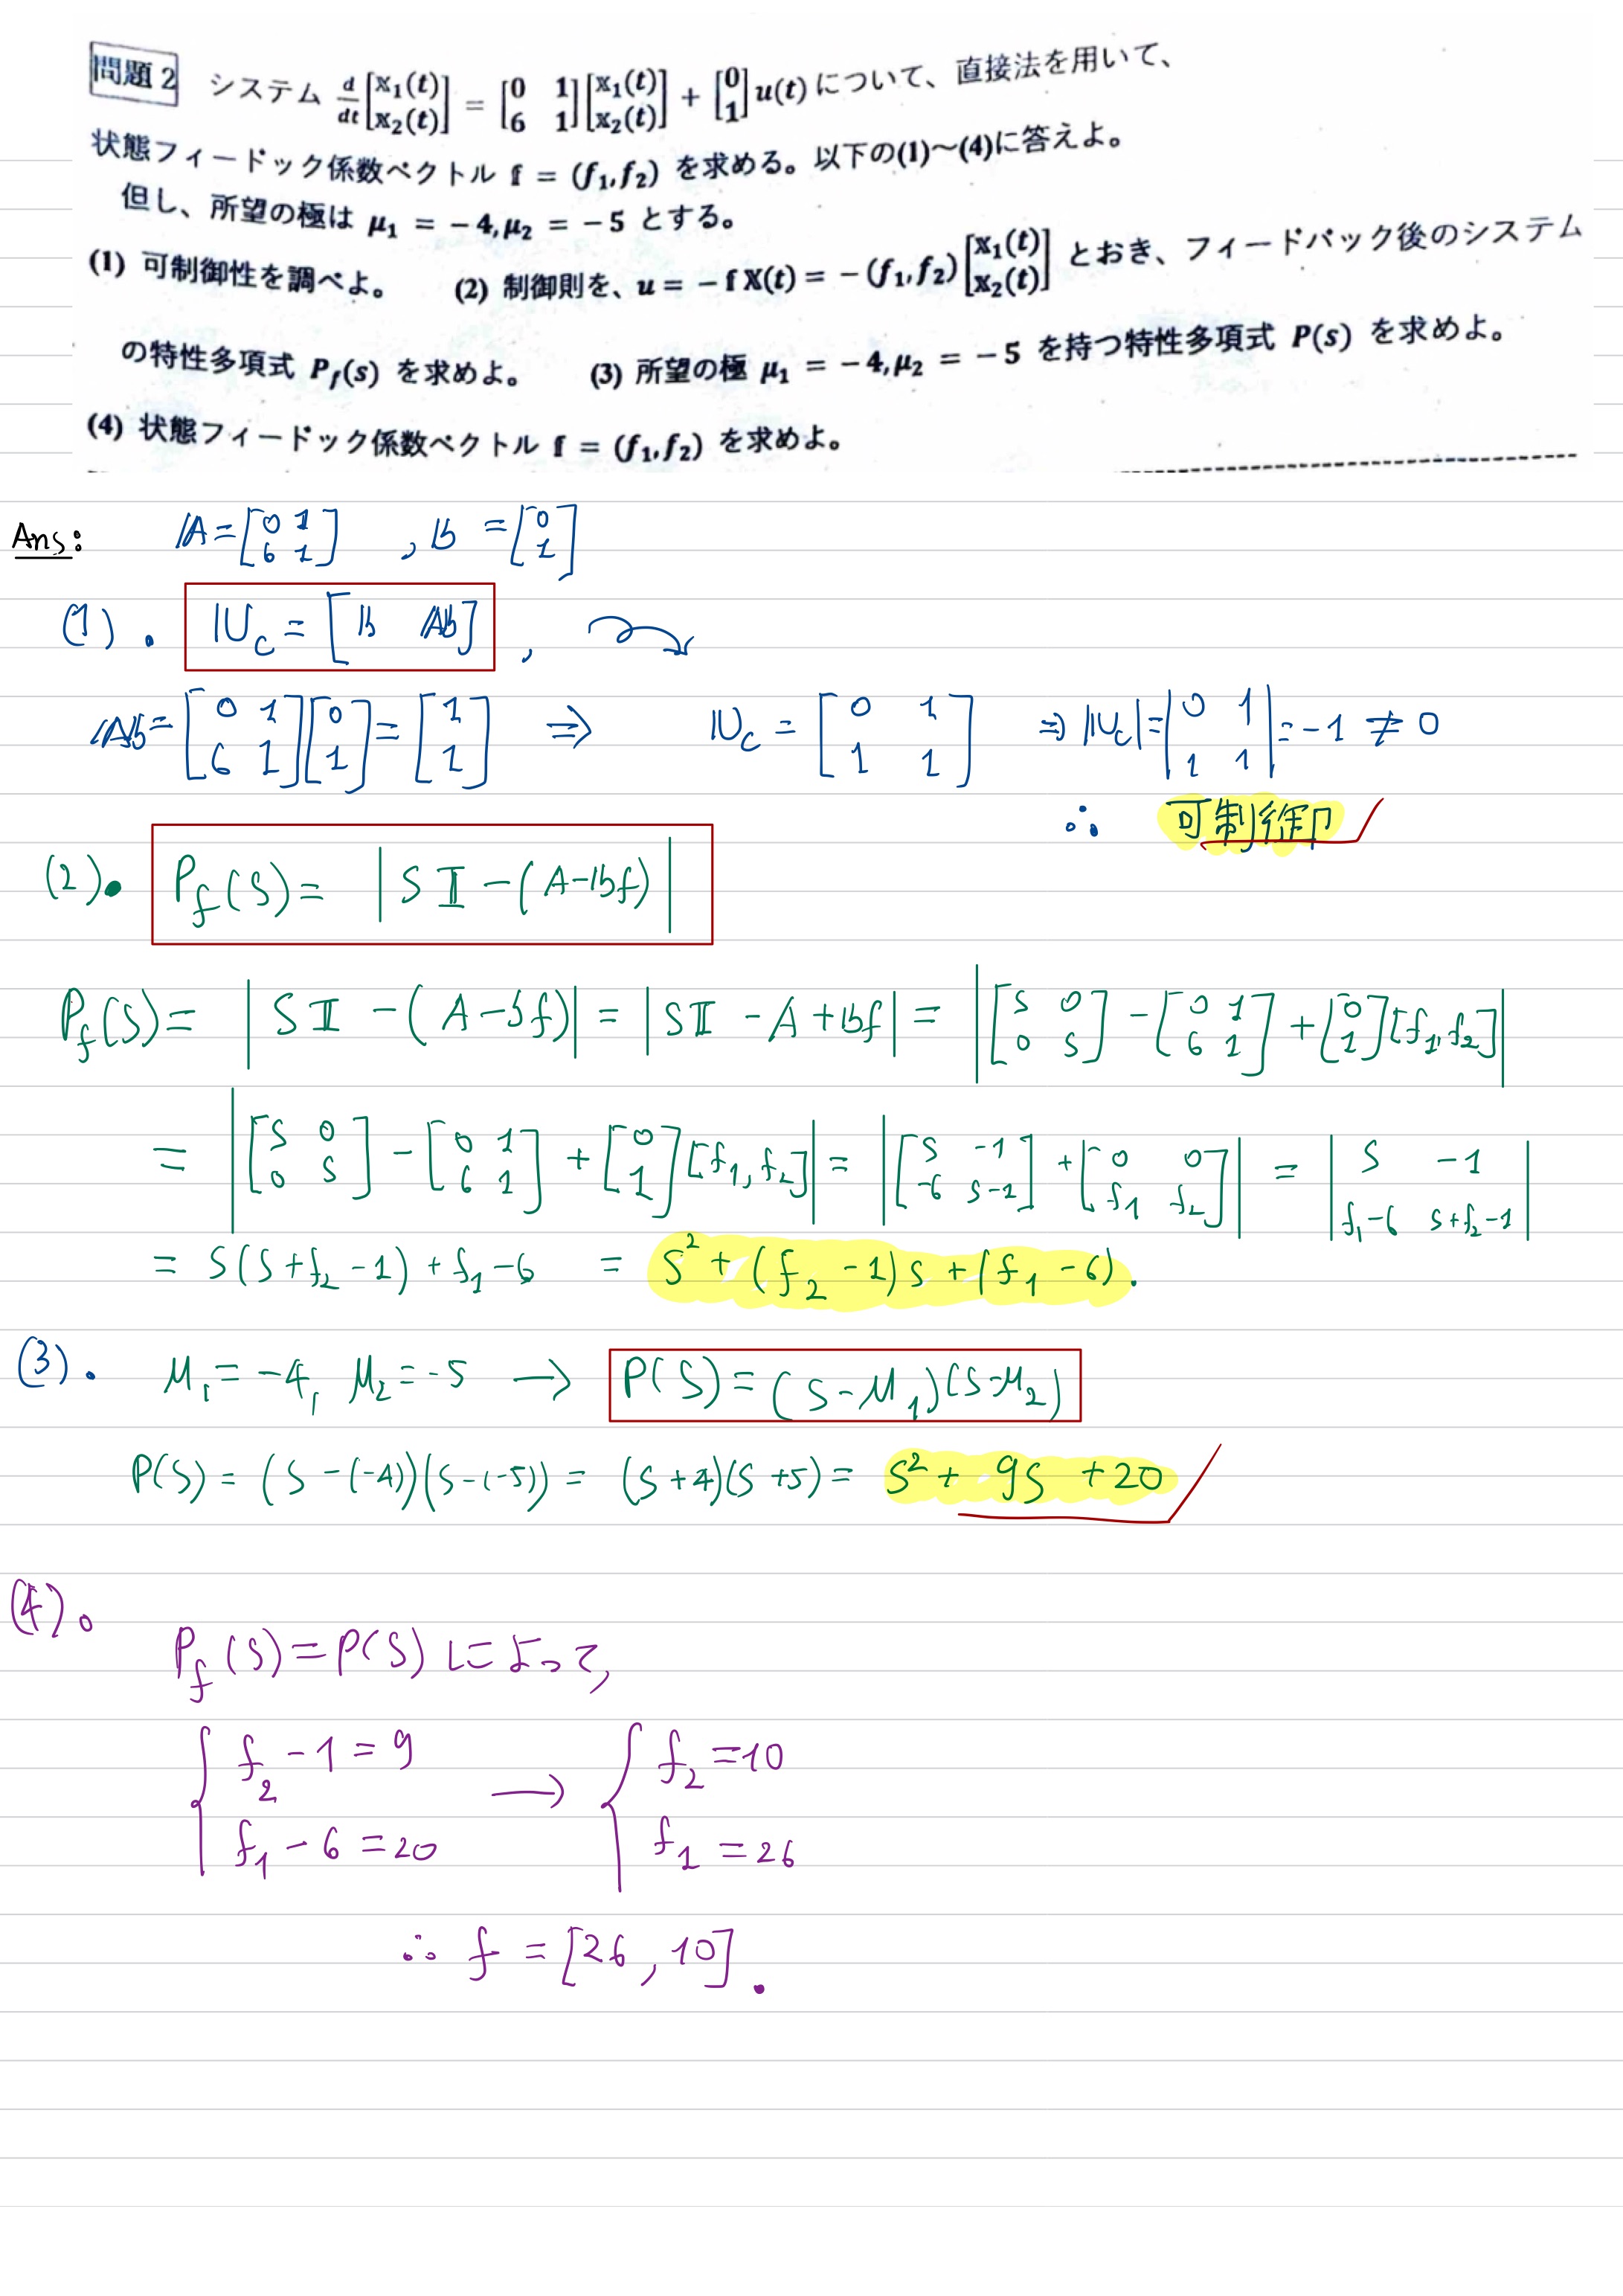 問題2 システム d/dt [x₁(t) x₂(t)] = [0 1; 6 1][x₁(t) x₂(t)] + [0 1] u(t) について、直接法を用いて、
状態フィードック係数ベクトル f = (f₁,f₂) を求める。以下の(1)～(4)に答えよ。
但し、所望の極は μ₁ = −4, μ₂ = −5 とする。
(1) 可制御性を調べよ。 (2) 制御則を、u = −f X(t) = −(f₁,f₂)[x₁(t) x₂(t)] とおき、フィードバック後のシステム
の特性多項式 P_f(s) を求めよ。 (3) 所望の極 μ₁ = −4, μ₂ = −5 を持つ特性多項式 P(s) を求めよ。
(4) 状態フィードック係数ベクトル f = (f₁,f₂) を求めよ。
Ans: A = [0 1; 6 1] , b = [0; 1]
(1). U_c = [b Ab] ,
Ab = [0 1; 6 1][0; 1] = [1; 1] ⇒ U_c = [0 1; 1 1] ⇒ |U_c| = |0 1; 1 1| = −1 ≠ 0
∴ 可制御
(2). P_f(S) = |S I − (A−bf)|
P_f(S) = |S I − (A−bf)| = |S I − A + bf| = |[S 0; 0 S] − [0 1; 6 1] + [0; 1][f₁, f₂]|
= |[S 0; 0 S] − [0 1; 6 1] + [0; 1][f₁, f₂]| = |[S −1; −6 S−1] + [0 0; f₁ f₂]| = |S −1; f₁−6 S+f₂−1|
= S(S+f₂−1)+f₁−6 = S² + (f₂−1)S + (f₁−6).
(3). μ₁ = −4, μ₂ = −5 → P(S) = (S−μ₁)(S−μ₂)
P(S) = (S−(−4))(S−(−5)) = (S+4)(S+5) = S² + 9S + 20
(4).
P_f(S) = P(S) によって,
{ f₂ − 1 = 9 → { f₂ = 10
f₁ − 6 = 20 f₁ = 26
∴ f = [26, 10].